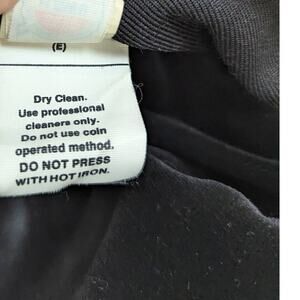 (E)
Dry Clean.
Use professional
cleaners only.
Do not use coin
operated method.
DO NOT PRESS
WITH HOT IRON.